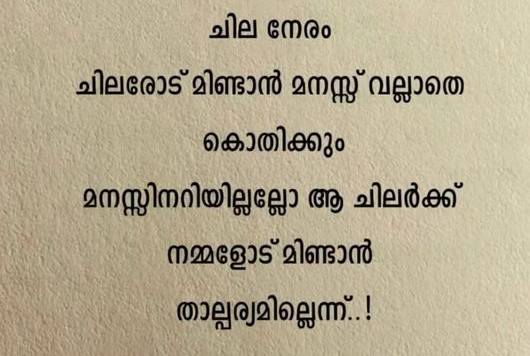 ചില നേരം
ചിലരോട് മിണ്ടാൻ മനസ്സ് വല്ലാതെ
കൊതിക്കും
മനസ്സിനറിയില്ലല്ലോ ആ ചിലർക്ക്
നമ്മളോട് മിണ്ടാൻ
താല്പര്യമില്ലെന്ന്..!